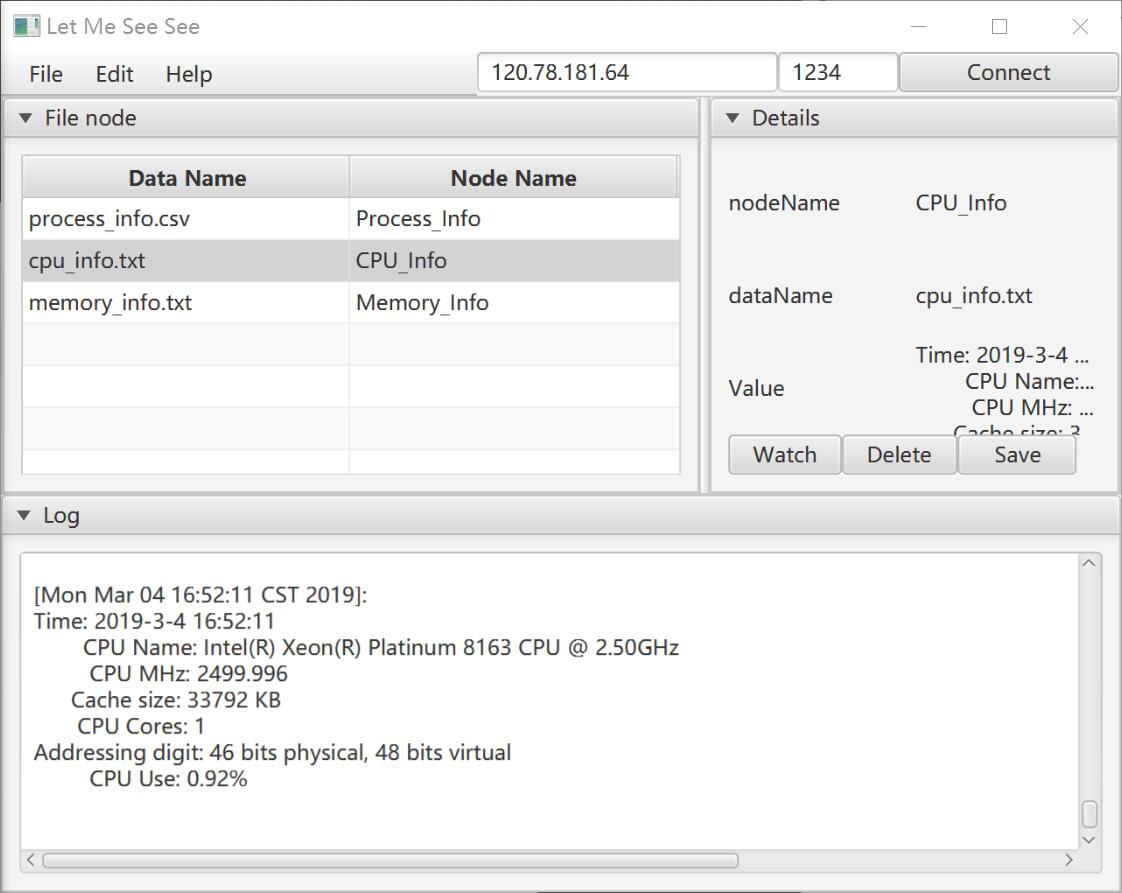 Let Me See See
File Edit Help 120.78.181.64 1234 Connect
File node
Data Name Node Name
process_info.csv Process_Info
cpu_info.txt CPU_Info
memory_info.txt Memory_Info
Details
nodeName CPU_Info
dataName cpu_info.txt
Value
Time: 2019-3-4 ...
CPU Name:...
CPU MHz: ...
Cache size: 3
Watch Delete Save
Log
[Mon Mar 04 16:52:11 CST 2019]:
Time: 2019-3-4 16:52:11
CPU Name: Intel(R) Xeon(R) Platinum 8163 CPU @ 2.50GHz
CPU MHz: 2499.996
Cache size: 33792 KB
CPU Cores: 1
Addressing digit: 46 bits physical, 48 bits virtual
CPU Use: 0.92%